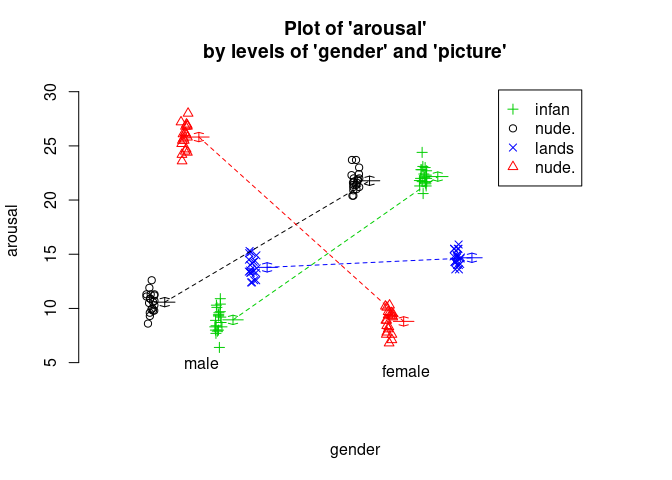 Plot of 'arousal'
by levels of 'gender' and 'picture'
30
25
20
15
10
5
arousal
infan
nude.
lands
nude.
male
female
gender